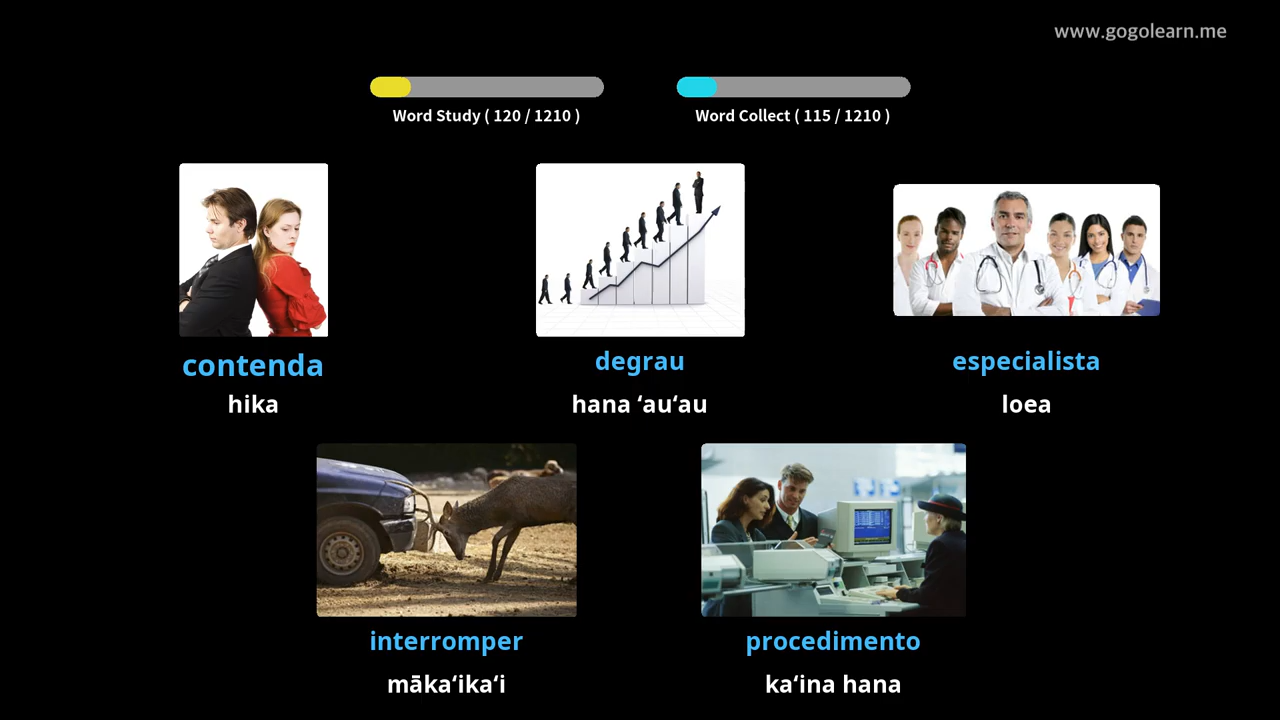 www.gogolearn.me
Word Study ( 120 / 1210 )
Word Collect ( 115 / 1210 )
contenda
hika
degrau
hana ʻauʻau
especialista
loea
interromper
mākaʻikaʻi
procedimento
kaʻina hana